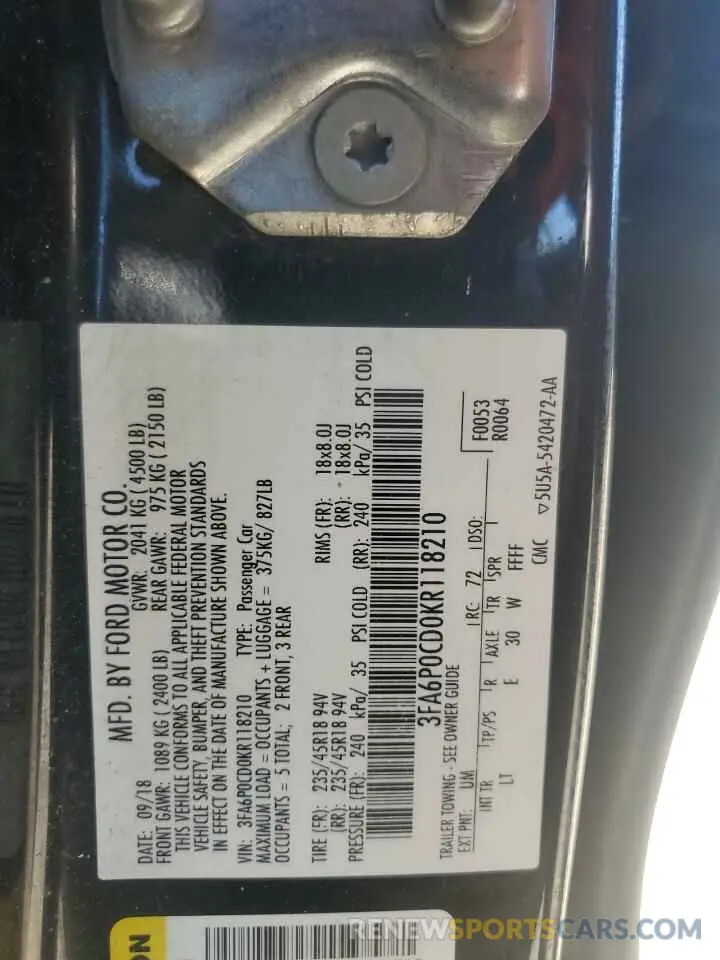 MFD. BY FORD MOTOR CO.
DATE: 09/18 GVWR: 2041 KG ( 4500 LB)
FRONT GAWR: 1089 KG ( 2400 LB) REAR GAWR: 975 KG ( 2150 LB)
THIS VEHICLE CONFORMS TO ALL APPLICABLE FEDERAL MOTOR
VEHICLE SAFETY, BUMPER, AND THEFT PREVENTION STANDARDS
IN EFFECT ON THE DATE OF MANUFACTURE SHOWN ABOVE.
VIN: 3FA6P0CD0KR118210 TYPE: Passenger Car
MAXIMUM LOAD = OCCUPANTS + LUGGAGE = 375KG/ 827LB
OCCUPANTS = 5 TOTAL; 2 FRONT, 3 REAR
TIRE (FR): 235/45R18 94V RIMS (FR): 18x8.0J
(RR): 235/45R18 94V (RR): 18x8.0J
PRESSURE (FR): 240 kPa/ 35 PSI COLD (RR): 240 kPa/ 35 PSI COLD
3FA6P0CD0KR118210
TRAILER TOWING - SEE OWNER GUIDE F0053
EXT PNT: UM RC: 72 DSO: R0064
INT TR TP/PS R AXLE TR SPR
LT E 30 W FFFF
CMC ▽5U5A-5420472-AA
ON
RENEWSPORTSCARS.COM